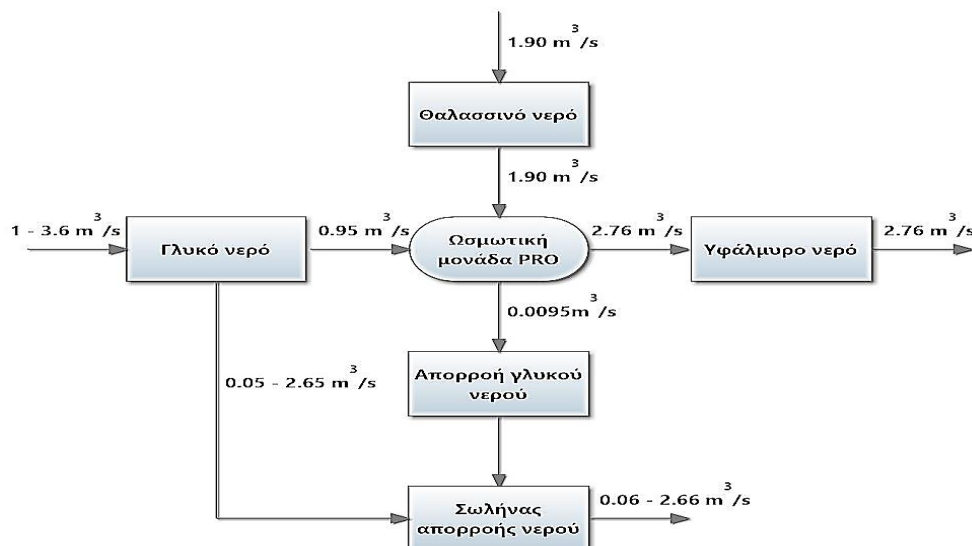 1.90 m³/s
Θαλασσινό νερό
1.90 m³/s
1 - 3.6 m³/s
Γλυκό νερό
0.95 m³/s
Ωσμωτική
μονάδα PRO
2.76 m³/s
Υφάλμυρο νερό
2.76 m³/s
0.0095m³/s
Απορροή γλυκού
νερού
0.05 - 2.65 m³/s
Σωλήνας
απορροής νερού
0.06 - 2.66 m³/s